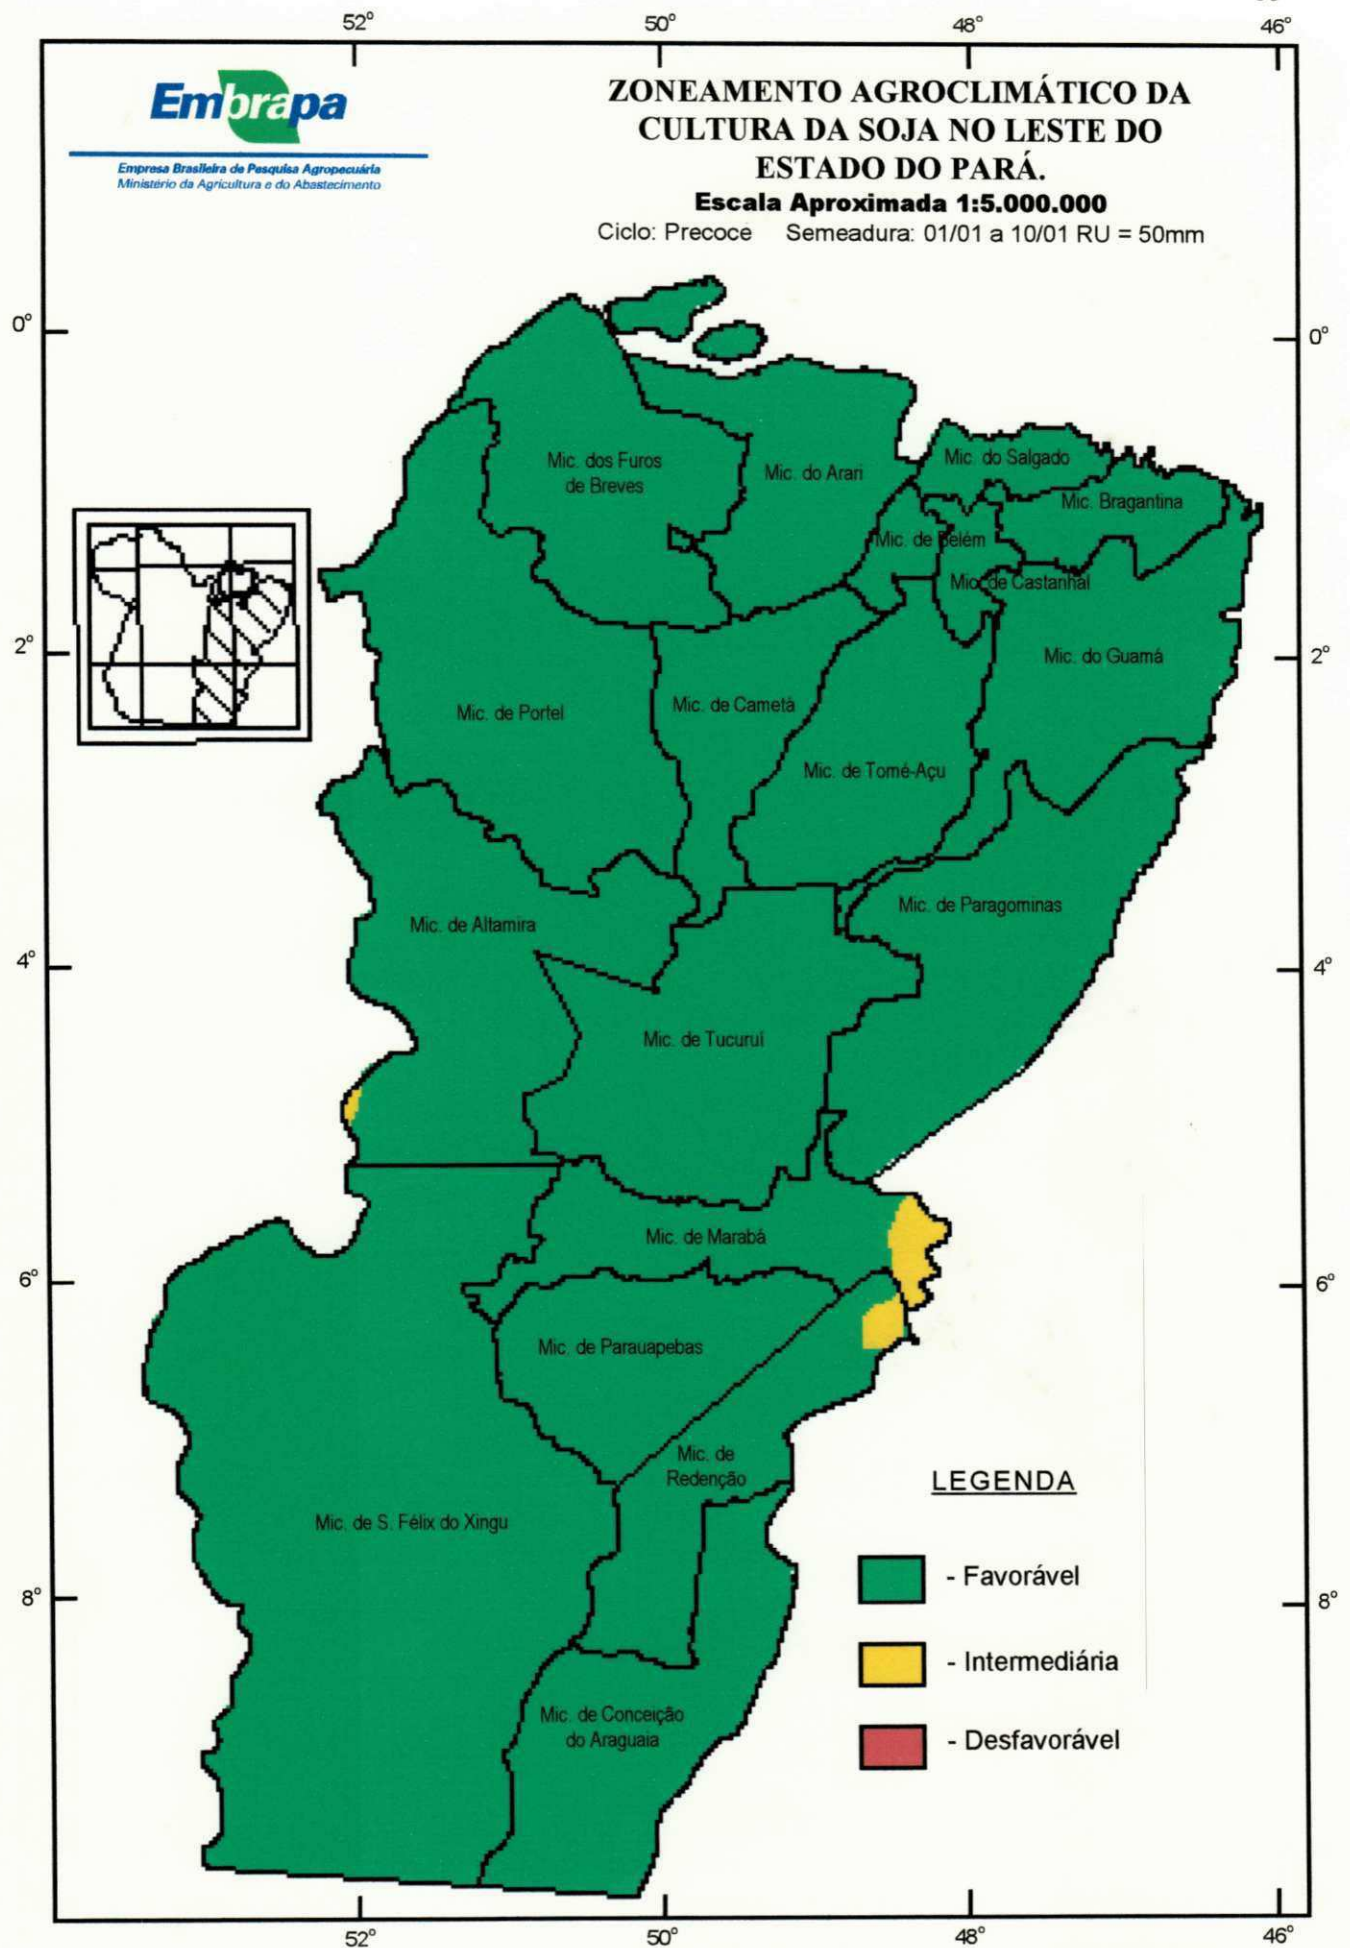 52°
50°
48°
46°
Embrapa
Empresa Brasileira de Pesquisa Agropecuária
Ministério da Agricultura e do Abastecimento
ZONEAMENTO AGROCLIMÁTICO DA
CULTURA DA SOJA NO LESTE DO
ESTADO DO PARÁ.
Escala Aproximada 1:5.000.000
Ciclo: Precoce Semeadura: 01/01 a 10/01 RU = 50mm
0°
0°
Mic. dos Furos
de Breves
Mic. do Arari
Mic. do Salgado
Mic. Bragantina
Mic. de Belém
Mic. de Castanhal
2°
2°
Mic. do Guamá
Mic. de Portel
Mic. de Cametá
Mic. de Tomé-Açu
Mic. de Paragominas
Mic. de Altamira
4°
4°
Mic. de Tucuruí
Mic. de Marabá
6°
6°
Mic. de Parauapebas
Mic. de
Redenção
Mic. de S. Félix do Xingu
LEGENDA
- Favorável
8°
8°
- Intermediária
Mic. de Conceição
do Araguaia
- Desfavorável
52°
50°
48°
46°